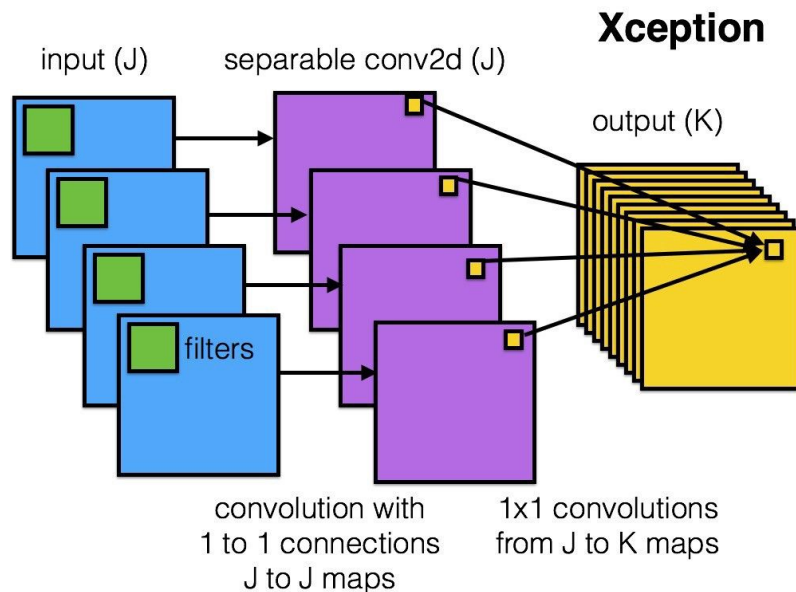 Xception
input (J)
separable conv2d (J)
output (K)
filters
convolution with
1 to 1 connections
J to J maps
1x1 convolutions
from J to K maps